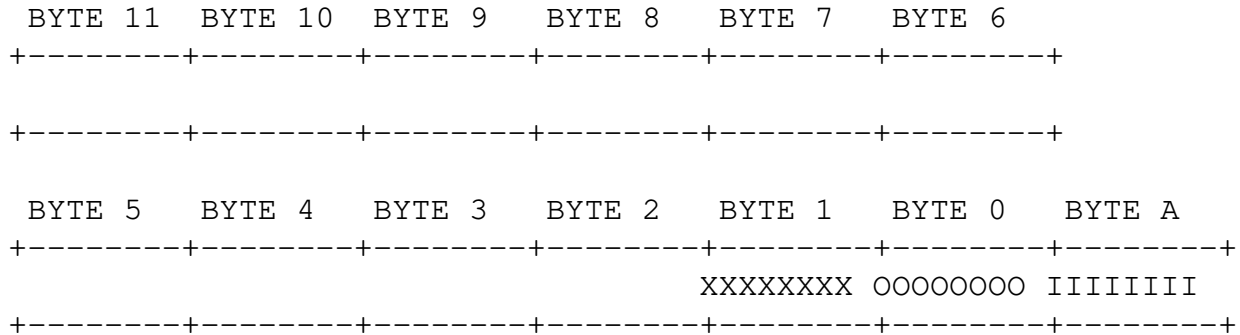 BYTE 11 BYTE 10 BYTE 9 BYTE 8 BYTE 7 BYTE 6
+--------+--------+--------+--------+--------+--------+
+--------+--------+--------+--------+--------+--------+
BYTE 5 BYTE 4 BYTE 3 BYTE 2 BYTE 1 BYTE 0 BYTE A
+--------+--------+--------+--------+--------+--------+--------+
XXXXXXXX OOOOOOOO IIIIIIII
+--------+--------+--------+--------+--------+--------+--------+